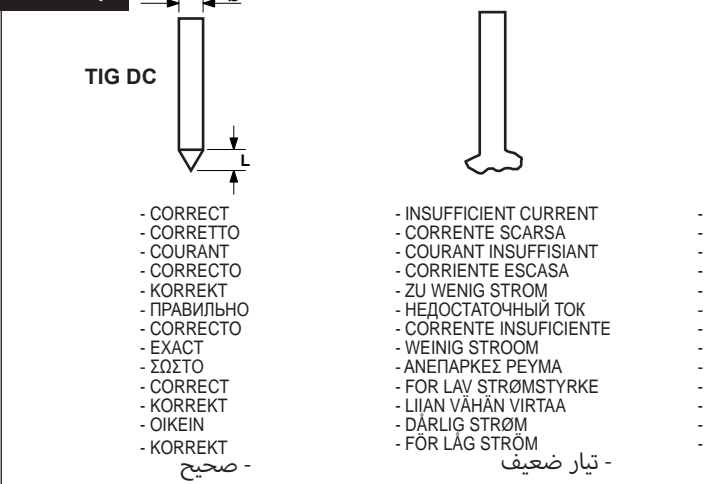 TIG DC
L
- CORRECT
- CORRETTO
- COURANT
- CORRECTO
- KORREKT
- ПРАВИЛЬНО
- CORRECTO
- EXACT
- ΣΩΣΤΟ
- CORRECT
- KORREKT
- OIKEIN
- KORREKT
- صحيح
- INSUFFICIENT CURRENT
- CORRENTE SCARSA
- COURANT INSUFFISIANT
- CORRIENTE ESCASA
- ZU WENIG STROM
- НЕДОСТАТОЧНЫЙ ТОК
- CORRENTE INSUFICIENTE
- WEINIG STROOM
- ΑΝΕΠΑΡΚΕΣ ΡΕΥΜΑ
- FOR LAV STRØMSTYRKE
- LIIAN VÄHÄN VIRTAA
- DÅRLIG STRØM
- FÖR LÅG STRÖM
- تيار ضعيف